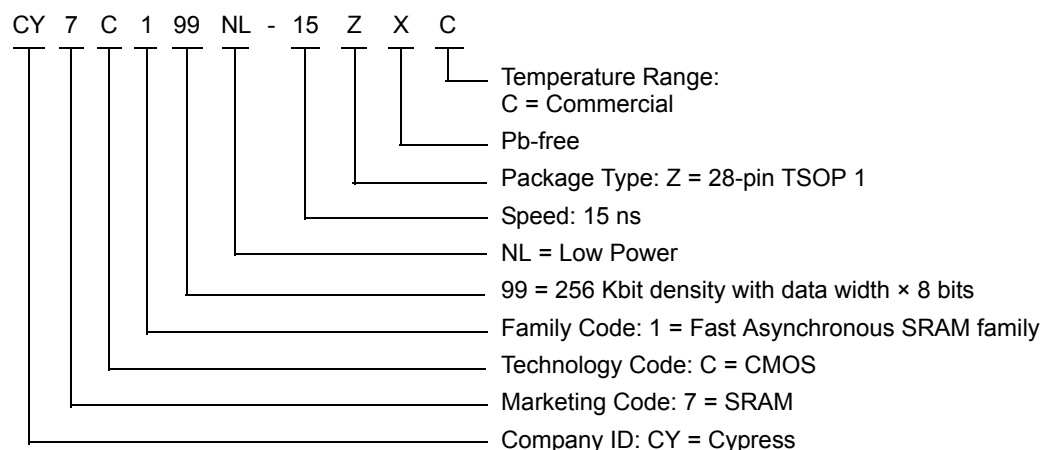 CY 7 C 1 99 NL - 15 Z X C
Temperature Range:
C = Commercial
Pb-free
Package Type: Z = 28-pin TSOP 1
Speed: 15 ns
NL = Low Power
99 = 256 Kbit density with data width × 8 bits
Family Code: 1 = Fast Asynchronous SRAM family
Technology Code: C = CMOS
Marketing Code: 7 = SRAM
Company ID: CY = Cypress